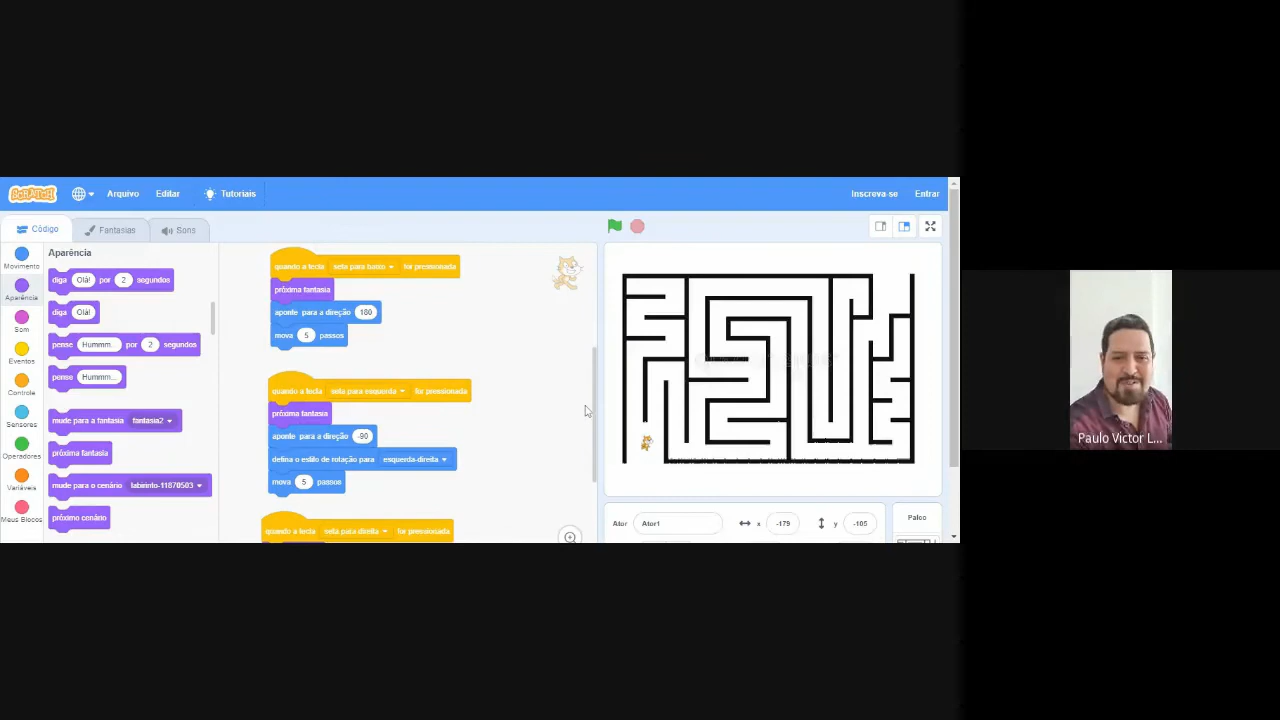 SCRATCH
Arquivo
Editar
Tutoriais
Inscreva-se
Entrar
Código
Fantasias
Sons
Movimento
Aparência
Som
Eventos
Controle
Sensores
Operadores
Variáveis
Meus Blocos
Aparência
diga Olá! por 2 segundos
diga Olá!
pense Hummm... por 2 segundos
pense Hummm...
mude para a fantasia fantasia2
próxima fantasia
mude para o cenário labirinto-11870503
próximo cenário
quando a tecla seta para baixo for pressionada
próxima fantasia
aponte para a direção 180
mova 5 passos
quando a tecla seta para esquerda for pressionada
próxima fantasia
aponte para a direção -90
defina o estilo de rotação para esquerda-direita
mova 5 passos
quando a tecla seta para direita for pressionada
Ator Ator1 x -179 y -105
Palco
Paulo Victor L...